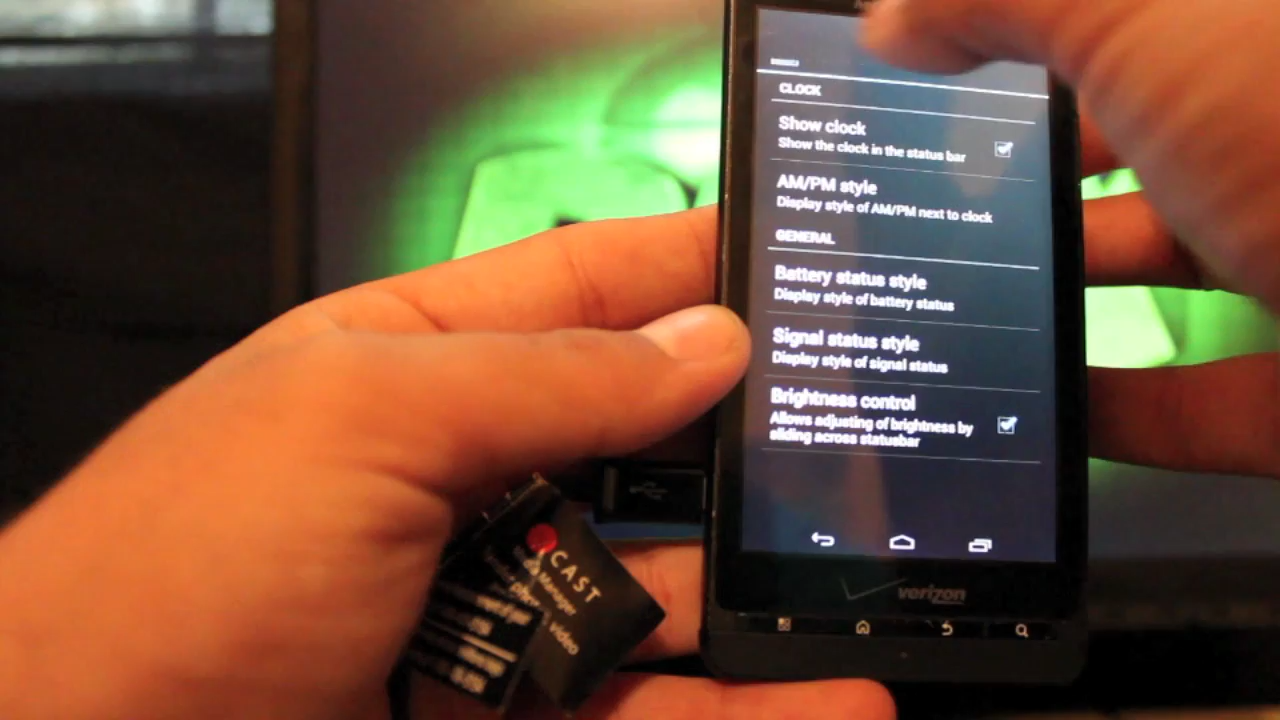 CLOCK
Show clock
Show the clock in the status bar
AM/PM style
Display style of AM/PM next to clock
GENERAL
Battery status style
Display style of battery status
Signal status style
Display style of signal status
Brightness control
Allows adjusting of brightness by
sliding across statusbar
verizon
CAST
Manager
video